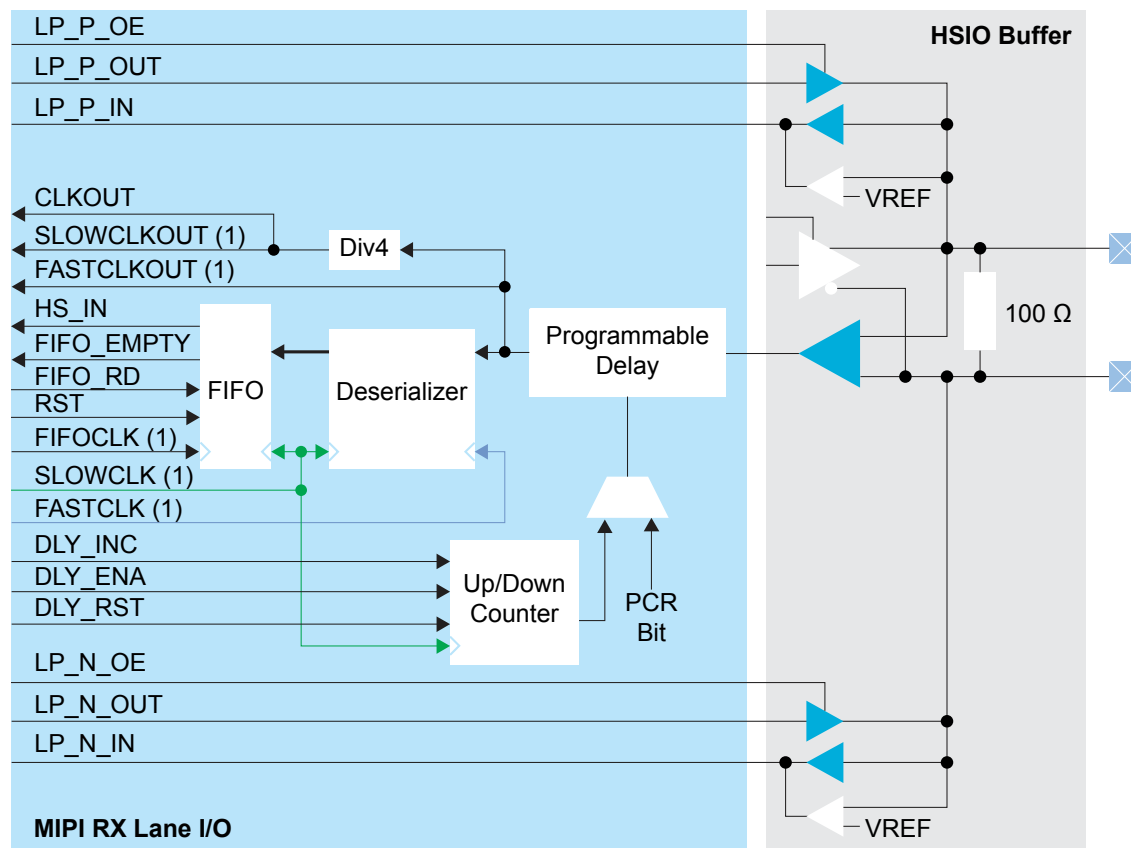 LP_P_OE
HSIO Buffer
LP_P_OUT
LP_P_IN
VREF
CLKOUT
SLOWCLKOUT (1)
Div4
FASTCLKOUT (1)
HS_IN
100 Ω
Programmable
Delay
FIFO_EMPTY
FIFO_RD
FIFO
Deserializer
RST
FIFOCLK (1)
SLOWCLK (1)
FASTCLK (1)
DLY_INC
DLY_ENA
Up/Down
Counter
PCR
Bit
DLY_RST
LP_N_OE
LP_N_OUT
LP_N_IN
MIPI RX Lane I/O
VREF